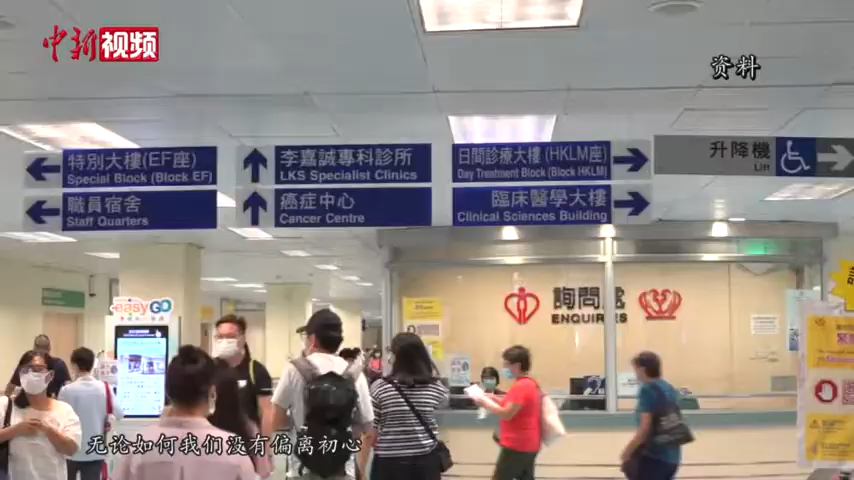 中新视频
资料
特別大樓(EF座)
Special Block (Block EF)
職員宿舍
Staff Quarters
李嘉誠專科診所
LKS Specialist Clinics
癌症中心
Cancer Centre
日間診療大樓(HKLM座)
Day Treatment Block (Block HKLM)
臨床醫學大樓
Clinical Sciences Building
升降機
Lift
詢問處
ENQUIRIES
easyGO
无论如何我们没有偏离初心